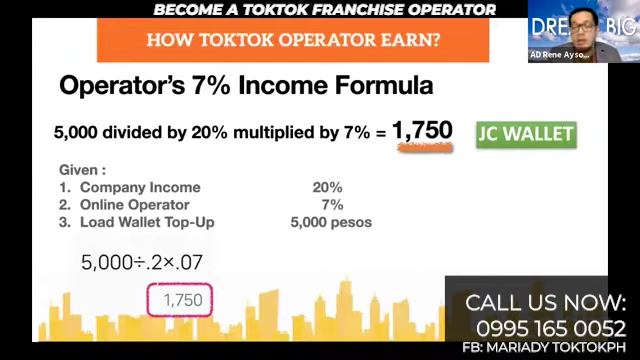 BECOME A TOKTOK FRANCHISE OPERATOR
HOW TOKTOK OPERATOR EARN?
DREAM BIG
AD Rene Ayso...
Operator's 7% Income Formula
5,000 divided by 20% multiplied by 7% = 1,750
JC WALLET
Given :
1. Company Income 20%
2. Online Operator 7%
3. Load Wallet Top-Up 5,000 pesos
5,000÷.2×.07
1,750
CALL US NOW:
0995 165 0052
FB: MARIADY TOKTOKPH